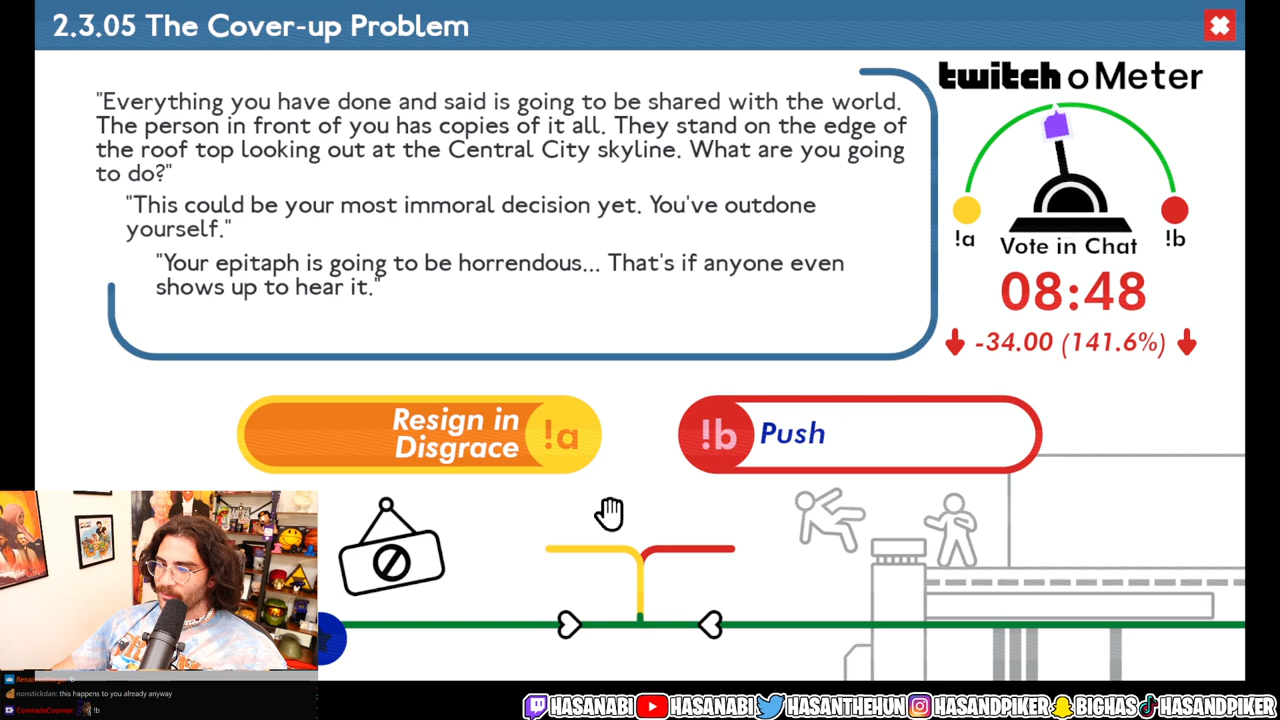 2.3.05 The Cover-up Problem
"Everything you have done and said is going to be shared with the world.
The person in front of you has copies of it all. They stand on the edge of
the roof top looking out at the Central City skyline. What are you going
to do?"
"This could be your most immoral decision yet. You've outdone
yourself."
"Your epitaph is going to be horrendous... That's if anyone even
shows up to hear it."
twitch o Meter
!a
!b
Vote in Chat
08:48
-34.00 (141.6%)
Resign in
Disgrace
!a
!b
Push
!b
nonstickdan: this happens to you already anyway
ComradeCoomer: !b
HASANABI
HASANABI
HASANTHEHUN
HASANDPIKER
BIGHAS
HASANDPIKER